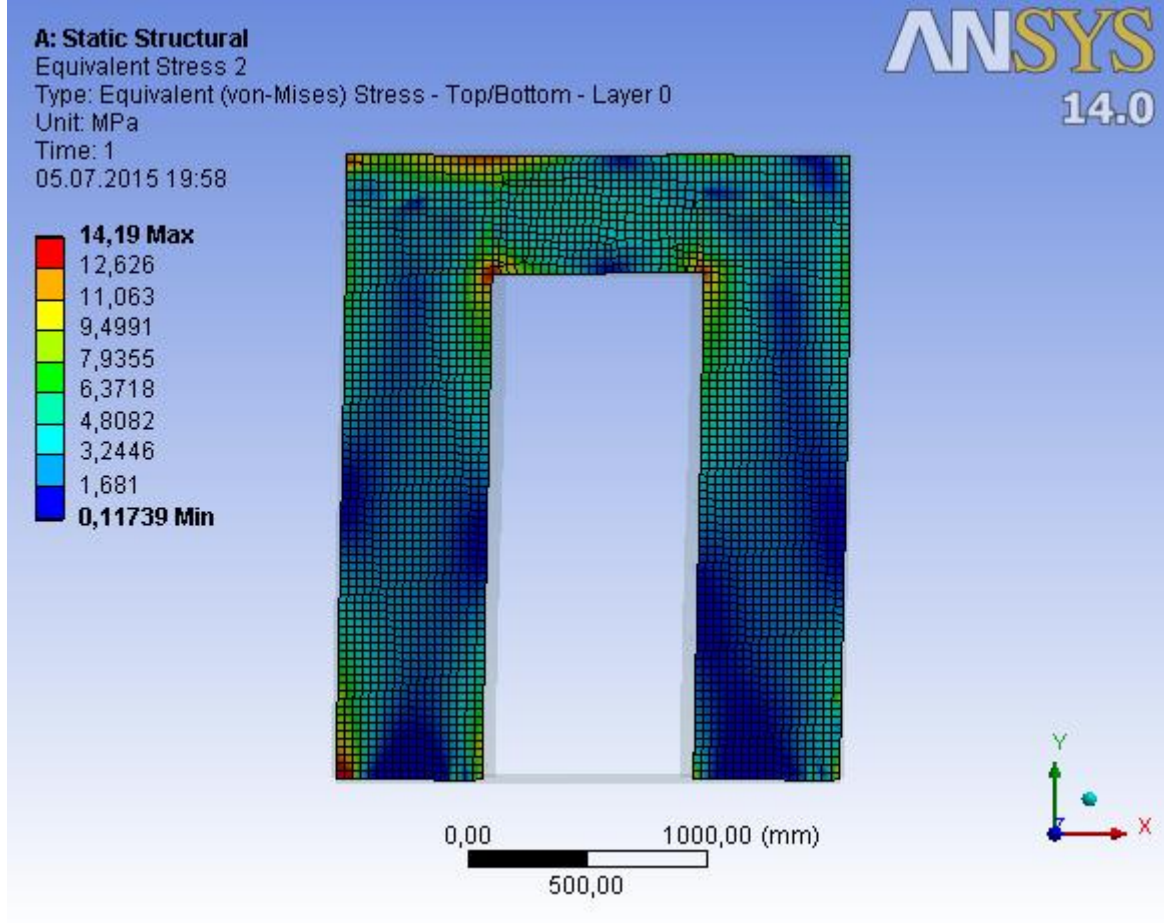 A: Static Structural
Equivalent Stress 2
Type: Equivalent (von-Mises) Stress - Top/Bottom - Layer 0
Unit: MPa
Time: 1
05.07.2015 19:58
ANSYS
14.0
14,19 Max
12,626
11,063
9,4991
7,9355
6,3718
4,8082
3,2446
1,681
0,11739 Min
0,00 1000,00 (mm)
500,00
Y
Z X